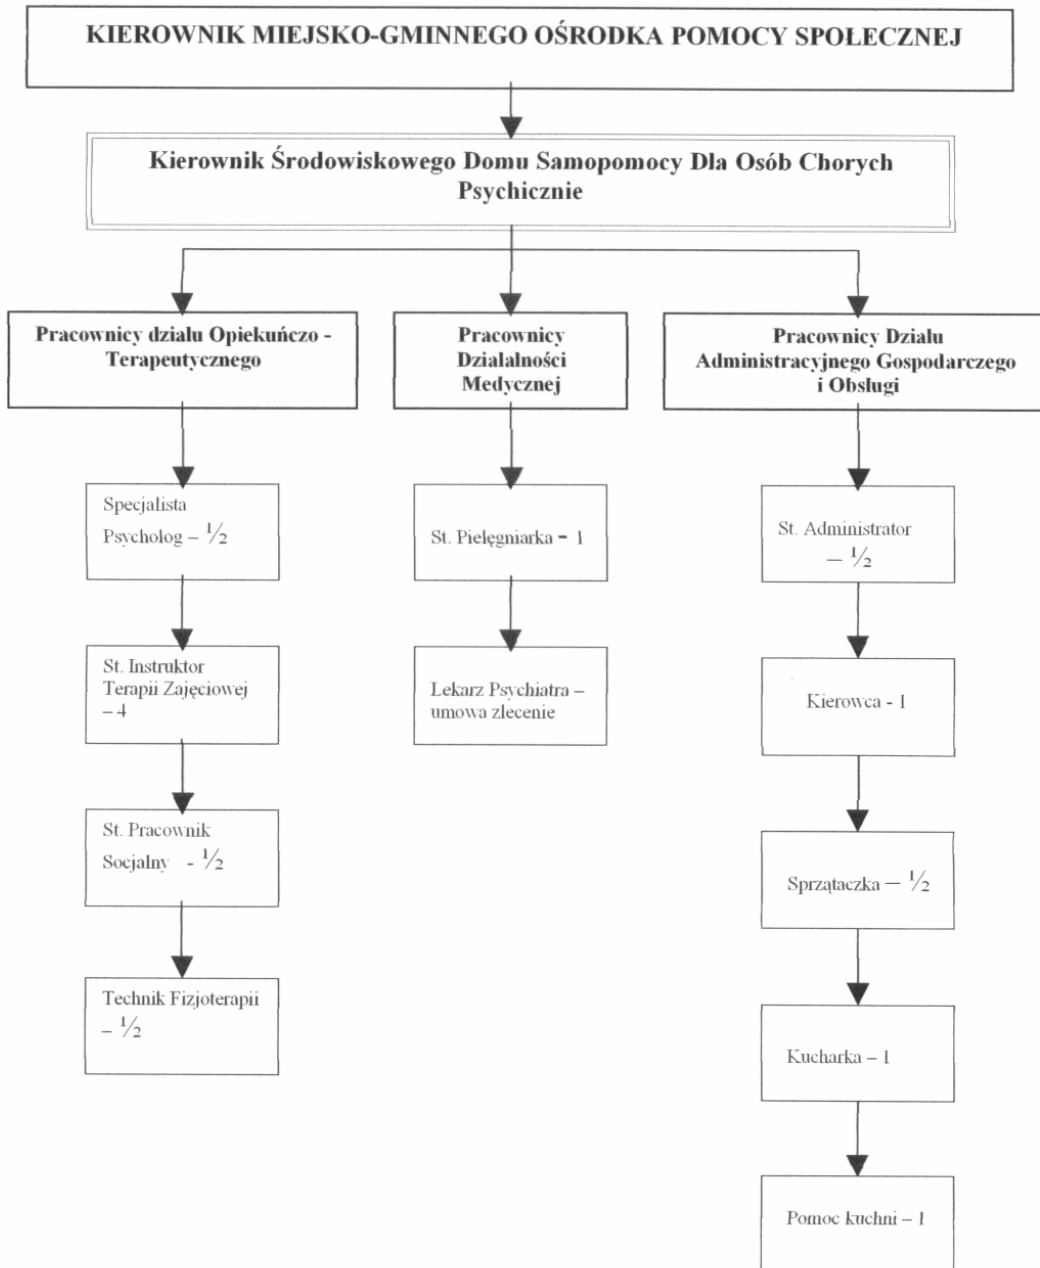 KIEROWNIK MIEJSKO-GMINNEGO OŚRODKA POMOCY SPOŁECZNEJ
Kierownik Środowiskowego Domu Samopomocy Dla Osób Chorych
Psychicznie
Pracownicy działu Opiekuńczo -
Terapeutycznego
Specjalista
Psycholog – ½
St. Instruktor
Terapii Zajęciowej
– 4
St. Pracownik
Socjalny - ½
Technik Fizjoterapii
– ½
Pracownicy
Działalności
Medycznej
St. Pielęgniarka – 1
Lekarz Psychiatra –
umowa zlecenie
Pracownicy Działu
Administracyjnego Gospodarczego
i Obsługi
St. Administrator
– ½
Kierowca - 1
Sprzątaczka – ½
Kucharka – 1
Pomoc kuchni – 1